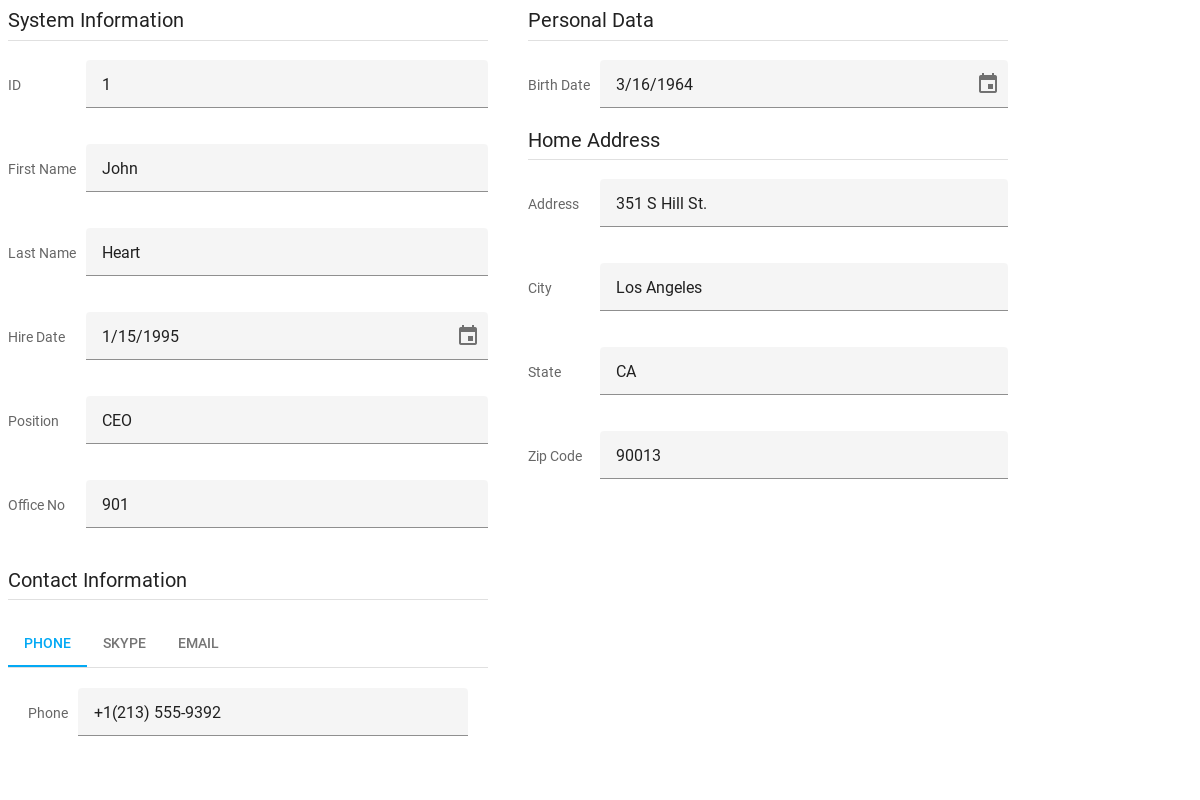 System Information
ID
1
First Name
John
Last Name
Heart
Hire Date
1/15/1995
Position
CEO
Office No
901
Contact Information
PHONE SKYPE EMAIL
Phone
+1(213) 555-9392
Personal Data
Birth Date
3/16/1964
Home Address
Address
351 S Hill St.
City
Los Angeles
State
CA
Zip Code
90013